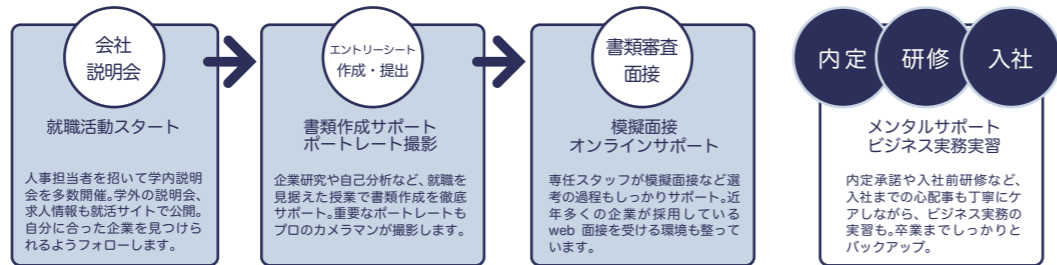 会社
説明会
就職活動スタート
人事担当者を招いて学内説明
会を多数開催。学外の説明会、
求人情報も就活サイトで公開。
自分に合った企業を見つけら
れるようフォローします。
エントリーシート
作成・提出
書類作成サポート
ポートレート撮影
企業研究や自己分析など、就職を
見据えた授業で書類作成を徹底
サポート。重要なポートレートも
プロのカメラマンが撮影します。
書類審査
面接
模擬面接
オンラインサポート
専任スタッフが模擬面接など選
考の過程もしっかりサポート。近
年多くの企業が採用している
web 面接を受ける環境も整って
います。
内定
研修
入社
メンタルサポート
ビジネス実務実習
内定承諾や入社前研修など、
入社までの心配事も丁寧にケ
アしながら、ビジネス実務の
実習も。卒業までしっかりと
バックアップ。